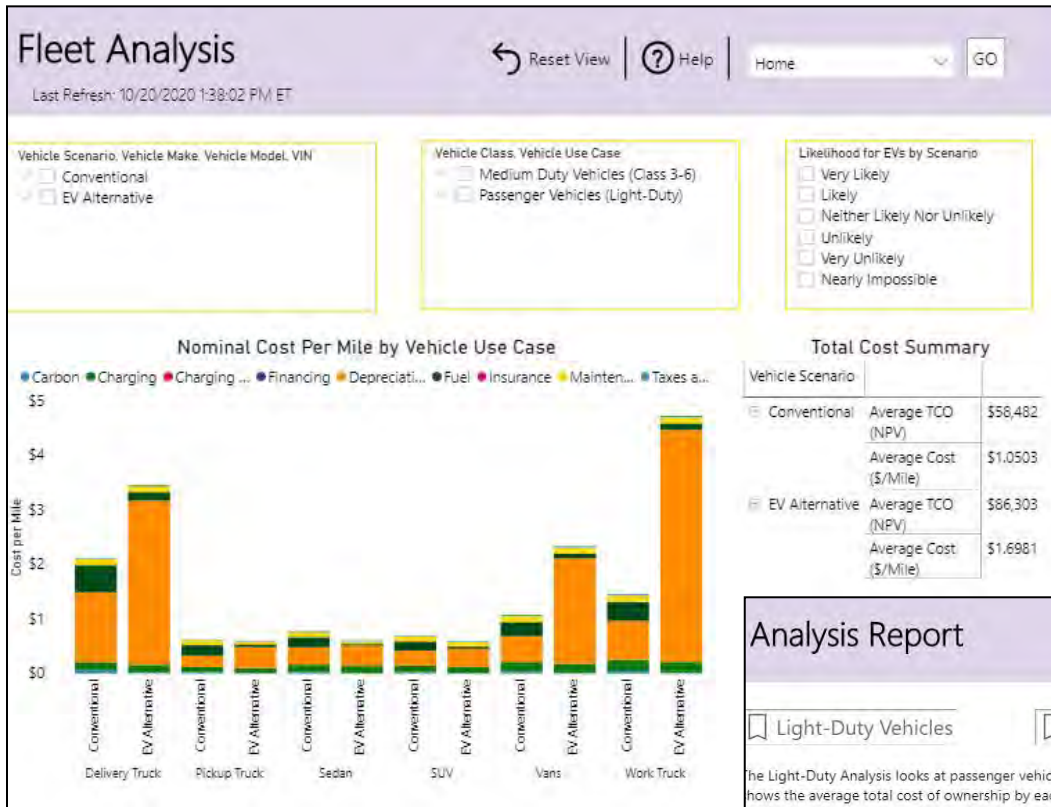 Fleet Analysis
Last Refresh: 10/20/2020 1:38:02 PM ET
Reset View
Help
Home
GO
Vehicle Scenario, Vehicle Make, Vehicle Model, VIN
Conventional
EV Alternative
Vehicle Class, Vehicle Use Case
Medium Duty Vehicles (Class 3-6)
Passenger Vehicles (Light-Duty)
Likelihood for EVs by Scenario
Very Likely
Likely
Neither Likely Nor Unlikely
Unlikely
Very Unlikely
Nearly Impossible
Nominal Cost Per Mile by Vehicle Use Case
Carbon Charging Charging ... Financing Depreciati... Fuel Insurance Mainten... Taxes a...
Cost per Mile
$5
$4
$3
$2
$1
$0
Conventional
EV Alternative
Conventional
EV Alternative
Conventional
EV Alternative
Conventional
EV Alternative
Conventional
EV Alternative
Conventional
EV Alternative
Delivery Truck Pickup Truck Sedan SUV Vans Work Truck
Total Cost Summary
Vehicle Scenario
Conventional Average TCO (NPV) $58,482
Average Cost ($/Mile) $1.0503
EV Alternative Average TCO (NPV) $86,303
Average Cost ($/Mile) $1.6981
Analysis Report
Light-Duty Vehicles
he Light-Duty Analysis looks at passenger vehic
hows the average total cost of ownership by ea